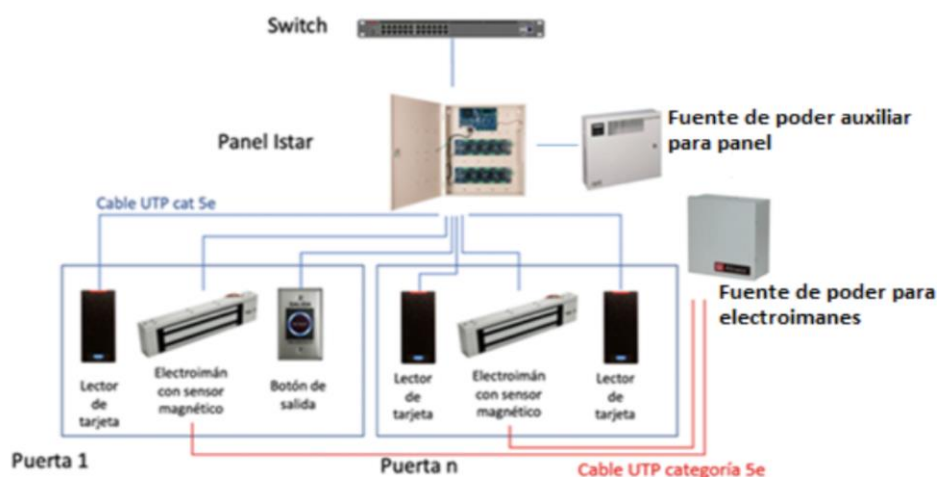 Switch
Panel Istar
Fuente de poder auxiliar
para panel
Cable UTP cat 5e
Fuente de poder para
electroimanes
Lector
de
tarjeta
Electroimán
con sensor
magnético
Botón de
salida
Lector
de
tarjeta
Electroimán
con sensor
magnético
Lector
de
tarjeta
Puerta 1
Puerta n
Cable UTP categoría 5e